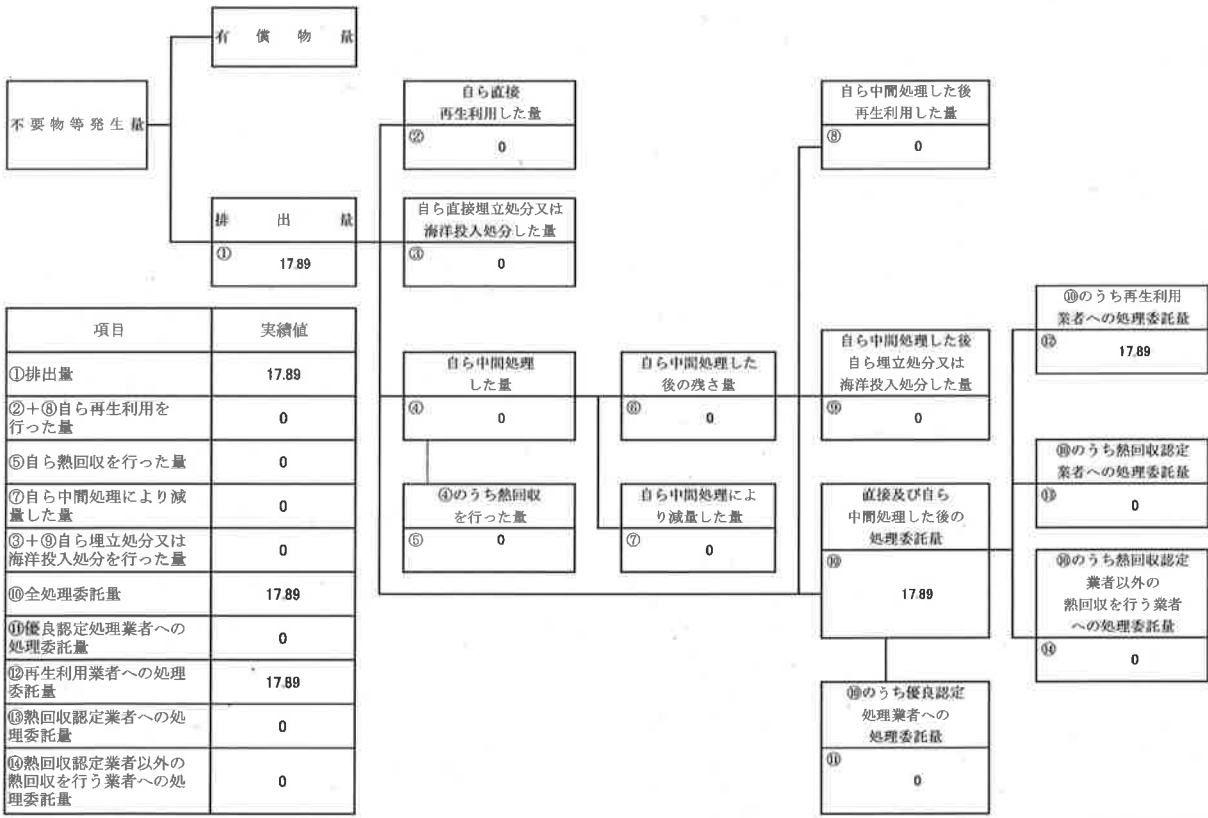 有償物量
不要物等発生量
排出量
①
17.89
自ら直接
再生利用した量
②
0
自ら直接埋立処分又は
海洋投入処分した量
③
0
自ら中間処理
した量
④
0
④のうち熱回収
を行った量
⑤
0
自ら中間処理した
後の残さ量
⑥
0
自ら中間処理によ
り減量した量
⑦
0
自ら中間処理した後
再生利用した量
⑧
0
自ら中間処理した後
自ら埋立処分又は
海洋投入処分した量
⑨
0
直接及び自ら
中間処理した後の
処理委託量
⑩
17.89
⑩のうち優良認定
処理業者への
処理委託量
⑪
0
⑩のうち再生利用
業者への処理委託量
⑫
17.89
⑩のうち熱回収認定
業者への処理委託量
⑬
0
⑩のうち熱回収認定
業者以外の
熱回収を行う業者
への処理委託量
⑭
0
項目 実績値
①排出量 17.89
②+⑧自ら再生利用を
行った量
0
⑤自ら熱回収を行った量 0
⑦自ら中間処理により減
量した量
0
③+⑨自ら埋立処分又は
海洋投入処分を行った量
0
⑩全処理委託量 17.89
⑪優良認定処理業者への
処理委託量
0
⑫再生利用業者への処理
委託量
17.89
⑬熱回収認定業者への処
理委託量
0
⑭熱回収認定業者以外の
熱回収を行う業者への処
理委託量
0